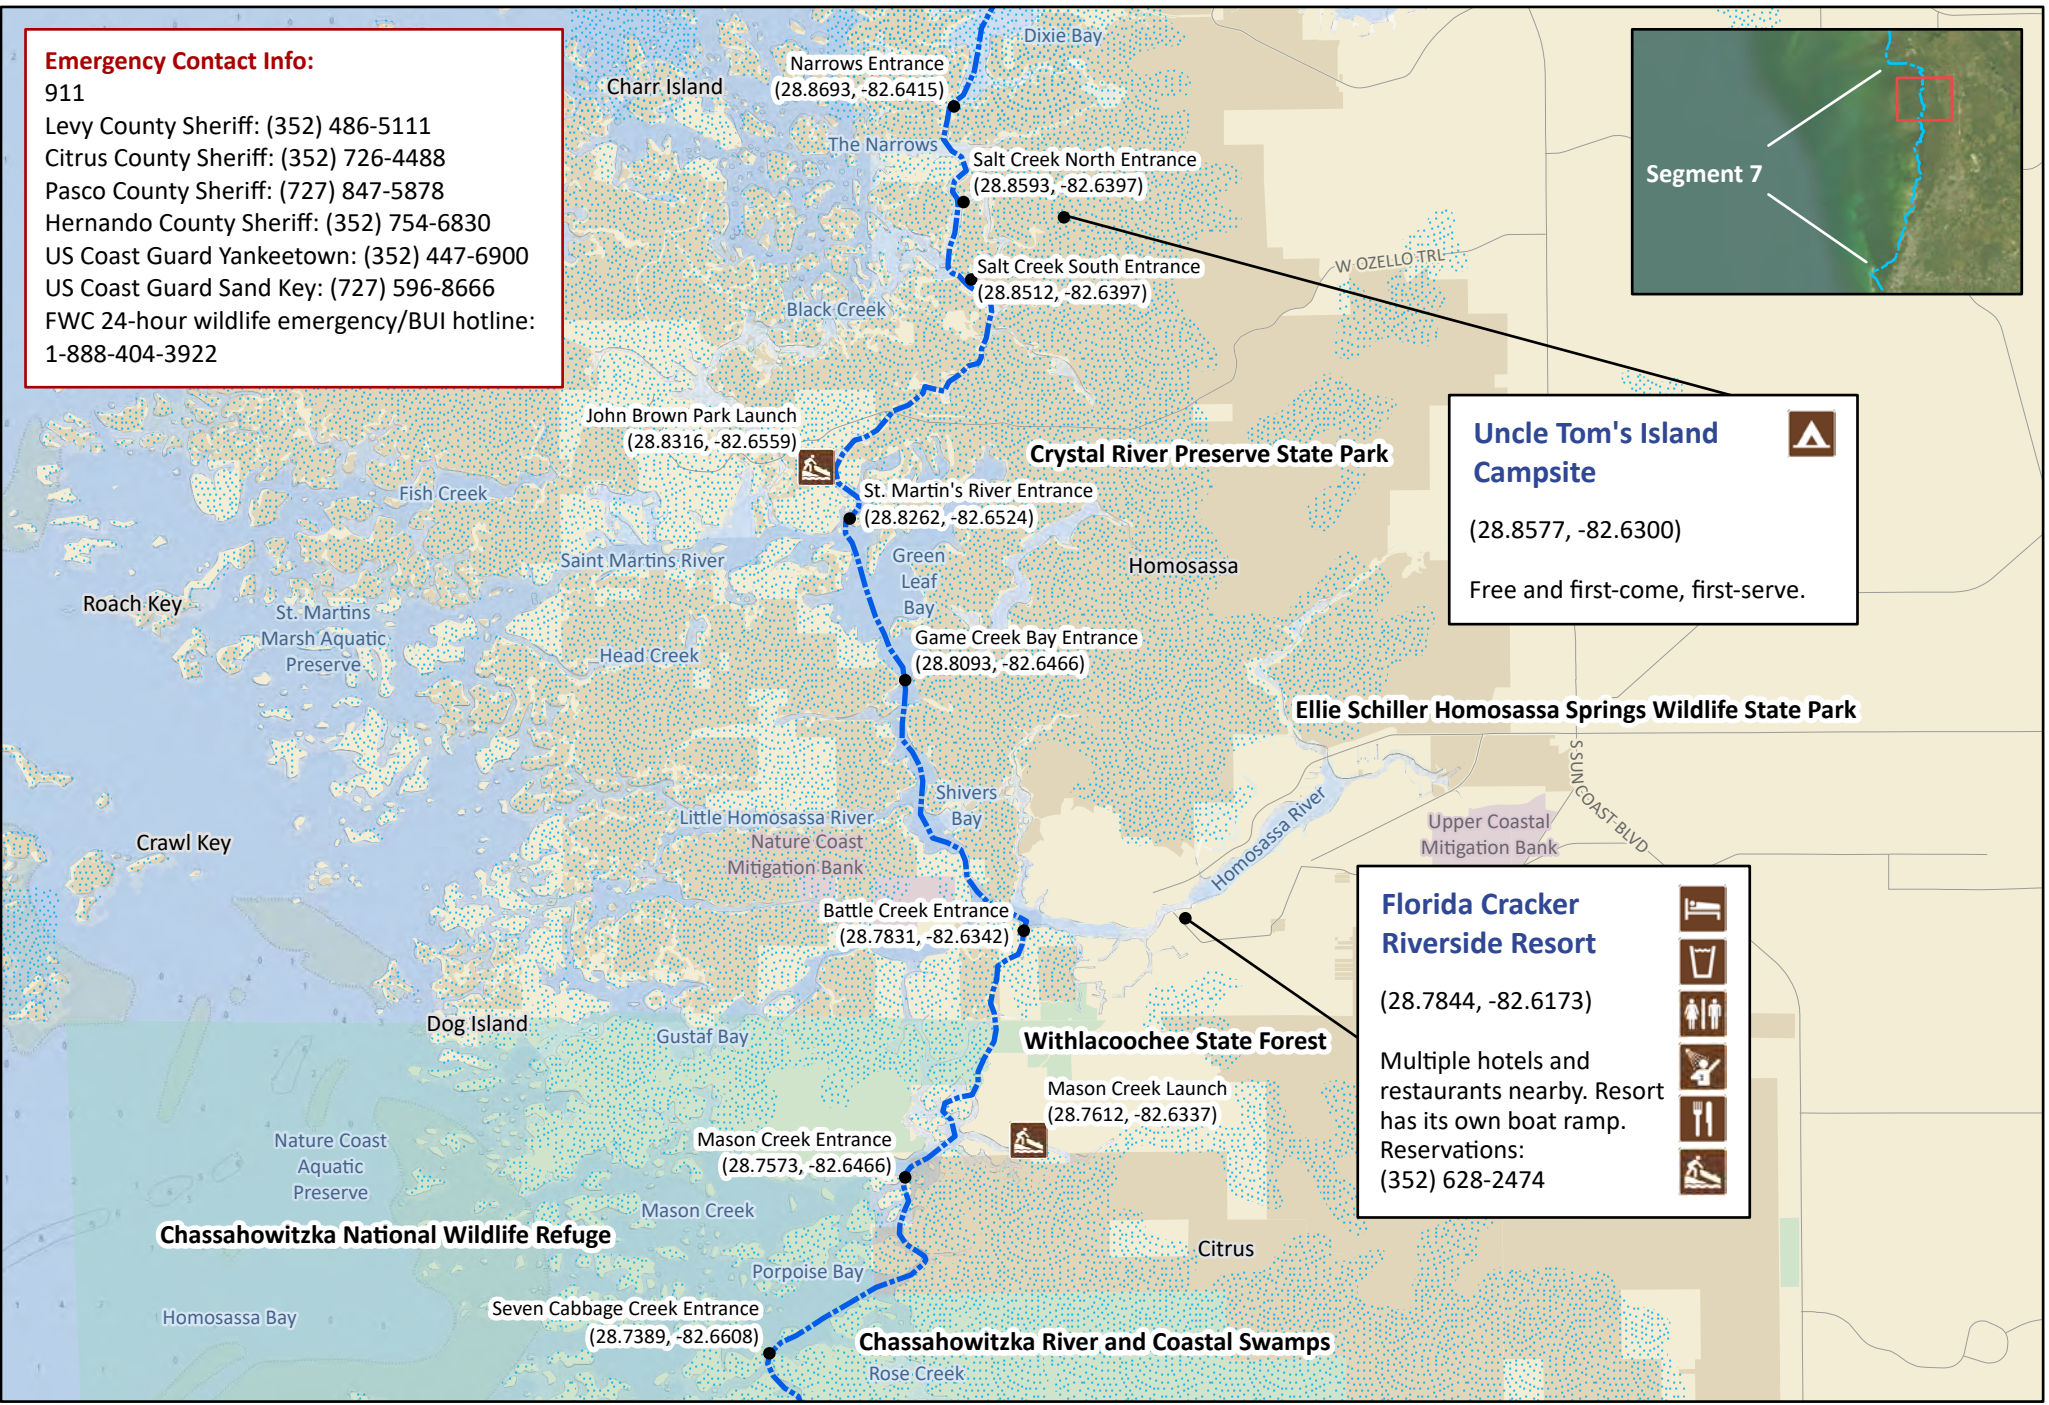 Emergency Contact Info:
911
Levy County Sheriff: (352) 486-5111
Citrus County Sheriff: (352) 726-4488
Pasco County Sheriff: (727) 847-5878
Hernando County Sheriff: (352) 754-6830
US Coast Guard Yankeetown: (352) 447-6900
US Coast Guard Sand Key: (727) 596-8666
FWC 24-hour wildlife emergency/BUI hotline:
1-888-404-3922
Dixie Bay
Narrows Entrance
(28.8693, -82.6415)
Charr Island
The Narrows
Salt Creek North Entrance
(28.8593, -82.6397)
Segment 7
W OZELLO TRL
Salt Creek South Entrance
(28.8512, -82.6397)
Black Creek
John Brown Park Launch
(28.8316, -82.6559)
Crystal River Preserve State Park
Uncle Tom's Island
Campsite
(28.8577, -82.6300)
Free and first-come, first-serve.
Fish Creek
St. Martin's River Entrance
(28.8262, -82.6524)
Saint Martins River
Green
Leaf
Bay
Homosassa
Roach Key
St. Martins
Marsh Aquatic
Preserve
Head Creek
Game Creek Bay Entrance
(28.8093, -82.6466)
Ellie Schiller Homosassa Springs Wildlife State Park
S SUNCOAST BLVD
Shivers
Bay
Little Homosassa River
Nature Coast
Mitigation Bank
Homosassa River
Upper Coastal
Mitigation Bank
Crawl Key
Battle Creek Entrance
(28.7831, -82.6342)
Florida Cracker
Riverside Resort
(28.7844, -82.6173)
Multiple hotels and
restaurants nearby. Resort
has its own boat ramp.
Reservations:
(352) 628-2474
Dog Island
Gustaf Bay
Withlacoochee State Forest
Mason Creek Launch
(28.7612, -82.6337)
Mason Creek Entrance
(28.7573, -82.6466)
Nature Coast
Aquatic
Preserve
Mason Creek
Chassahowitzka National Wildlife Refuge
Citrus
Porpoise Bay
Homosassa Bay
Seven Cabbage Creek Entrance
(28.7389, -82.6608)
Chassahowitzka River and Coastal Swamps
Rose Creek